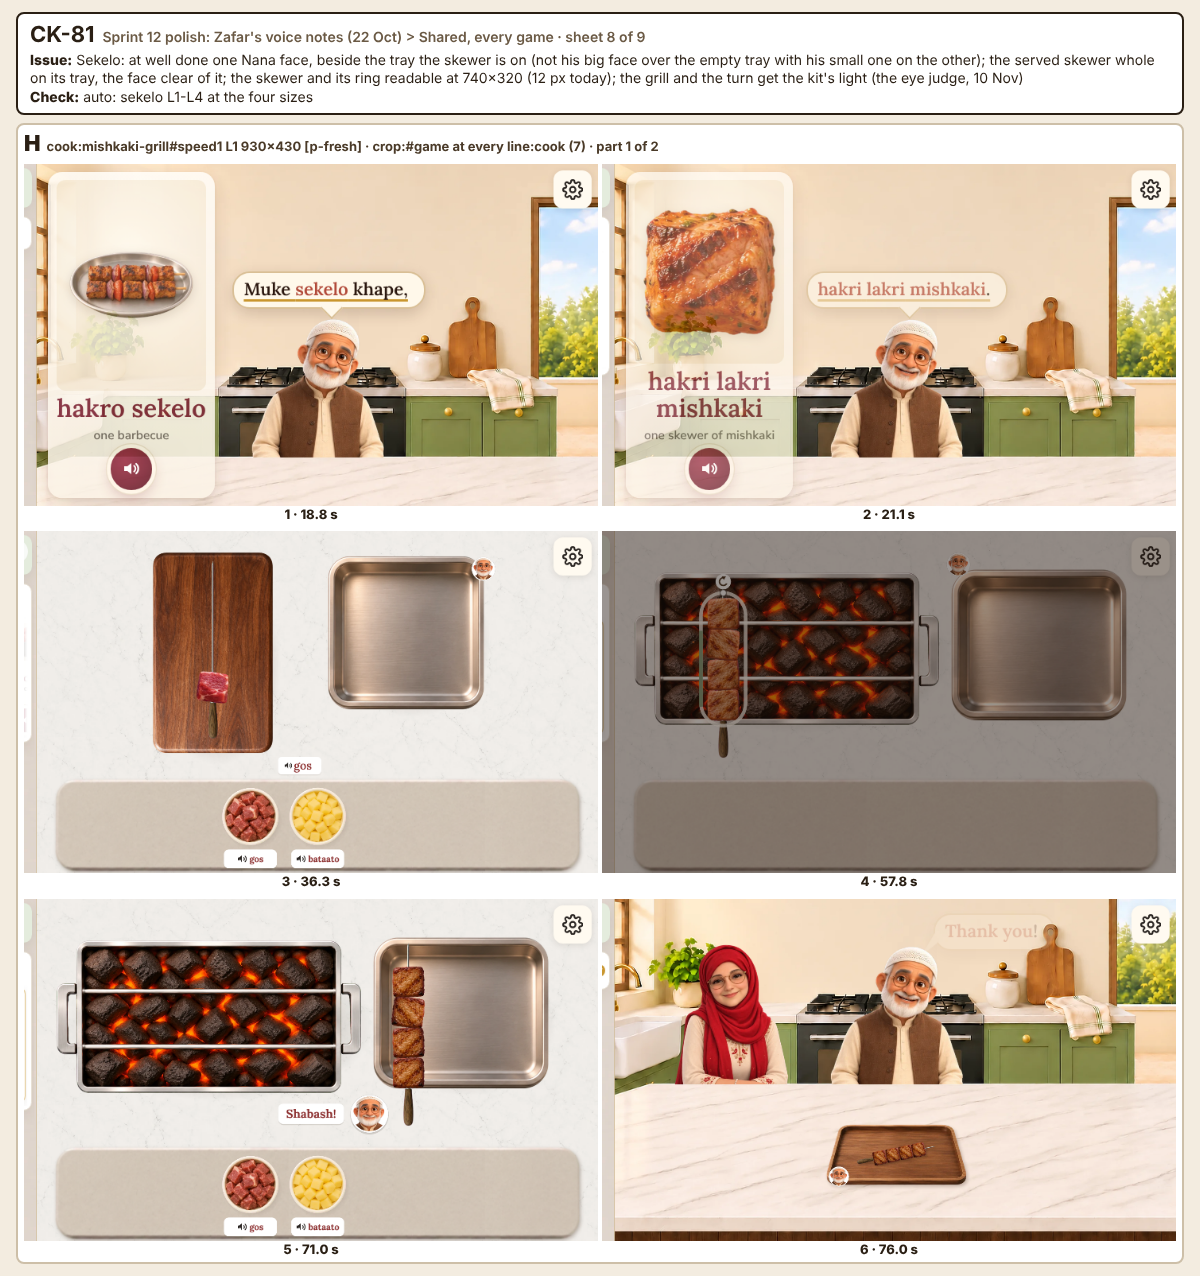 CK-81 Sprint 12 polish: Zafar's voice notes (22 Oct) > Shared, every game · sheet 8 of 9
Issue: Sekelo: at well done one Nana face, beside the tray the skewer is on (not his big face over the empty tray with his small one on the other); the served skewer whole
on its tray, the face clear of it; the skewer and its ring readable at 740×320 (12 px today); the grill and the turn get the kit's light (the eye judge, 10 Nov)
Check: auto: sekelo L1-L4 at the four sizes
H cook:mishkaki-grill#speed1 L1 930×430 [p-fresh] · crop:#game at every line:cook (7) · part 1 of 2
Muke sekelo khape,
hakro sekelo
one barbecue
1 · 18.8 s
hakri lakri mishkaki.
hakri lakri
mishkaki
one skewer of mishkaki
2 · 21.1 s
gos
gos
bataato
3 · 36.3 s
4 · 57.8 s
Shabash!
gos
bataato
5 · 71.0 s
Thank you!
6 · 76.0 s